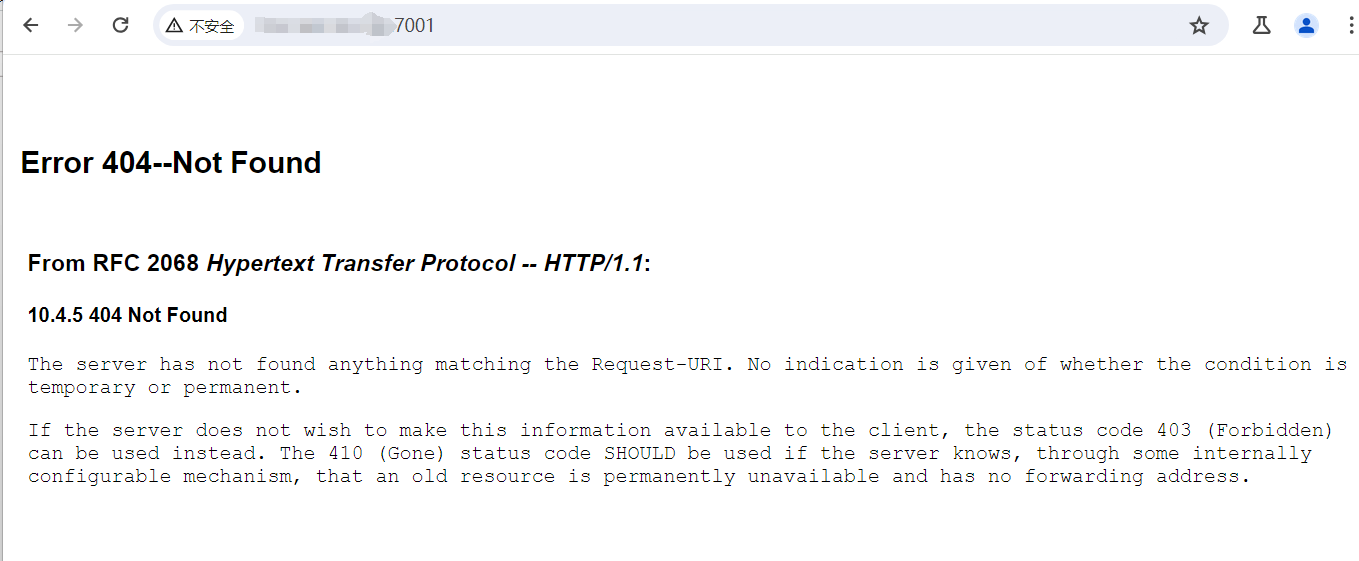 不安全 7001
Error 404--Not Found
From RFC 2068 Hypertext Transfer Protocol -- HTTP/1.1:
10.4.5 404 Not Found
The server has not found anything matching the Request-URI. No indication is given of whether the condition is
temporary or permanent.
If the server does not wish to make this information available to the client, the status code 403 (Forbidden)
can be used instead. The 410 (Gone) status code SHOULD be used if the server knows, through some internally
configurable mechanism, that an old resource is permanently unavailable and has no forwarding address.